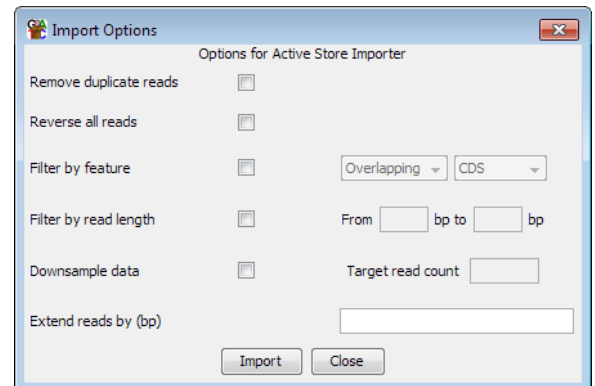 Import Options
Options for Active Store Importer
Remove duplicate reads
Reverse all reads
Filter by feature Overlapping CDS
Filter by read length From bp to bp
Downsample data Target read count
Extend reads by (bp)
Import Close